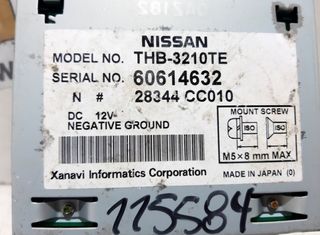 NISSAN
MODEL NO. THB-3210TE
SERIAL NO. 60614632
N # 28344 CC010
DC 12V
NEGATIVE GROUND
MOUNT SCREW
ISO ISO
M5×8 mm MAX
Xanavi Informatics Corporation
MADE IN JAPAN (0)
115584